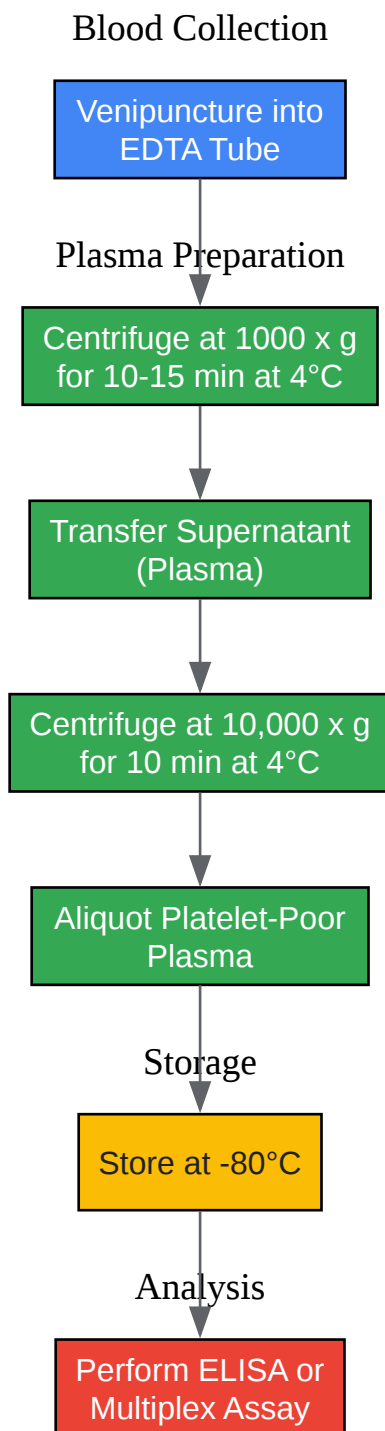 Blood Collection
Venipuncture into
EDTA Tube
Plasma Preparation
Centrifuge at 1000 x g
for 10-15 min at 4°C
Transfer Supernatant
(Plasma)
Centrifuge at 10,000 x g
for 10 min at 4°C
Aliquot Platelet-Poor
Plasma
Storage
Store at -80°C
Analysis
Perform ELISA or
Multiplex Assay